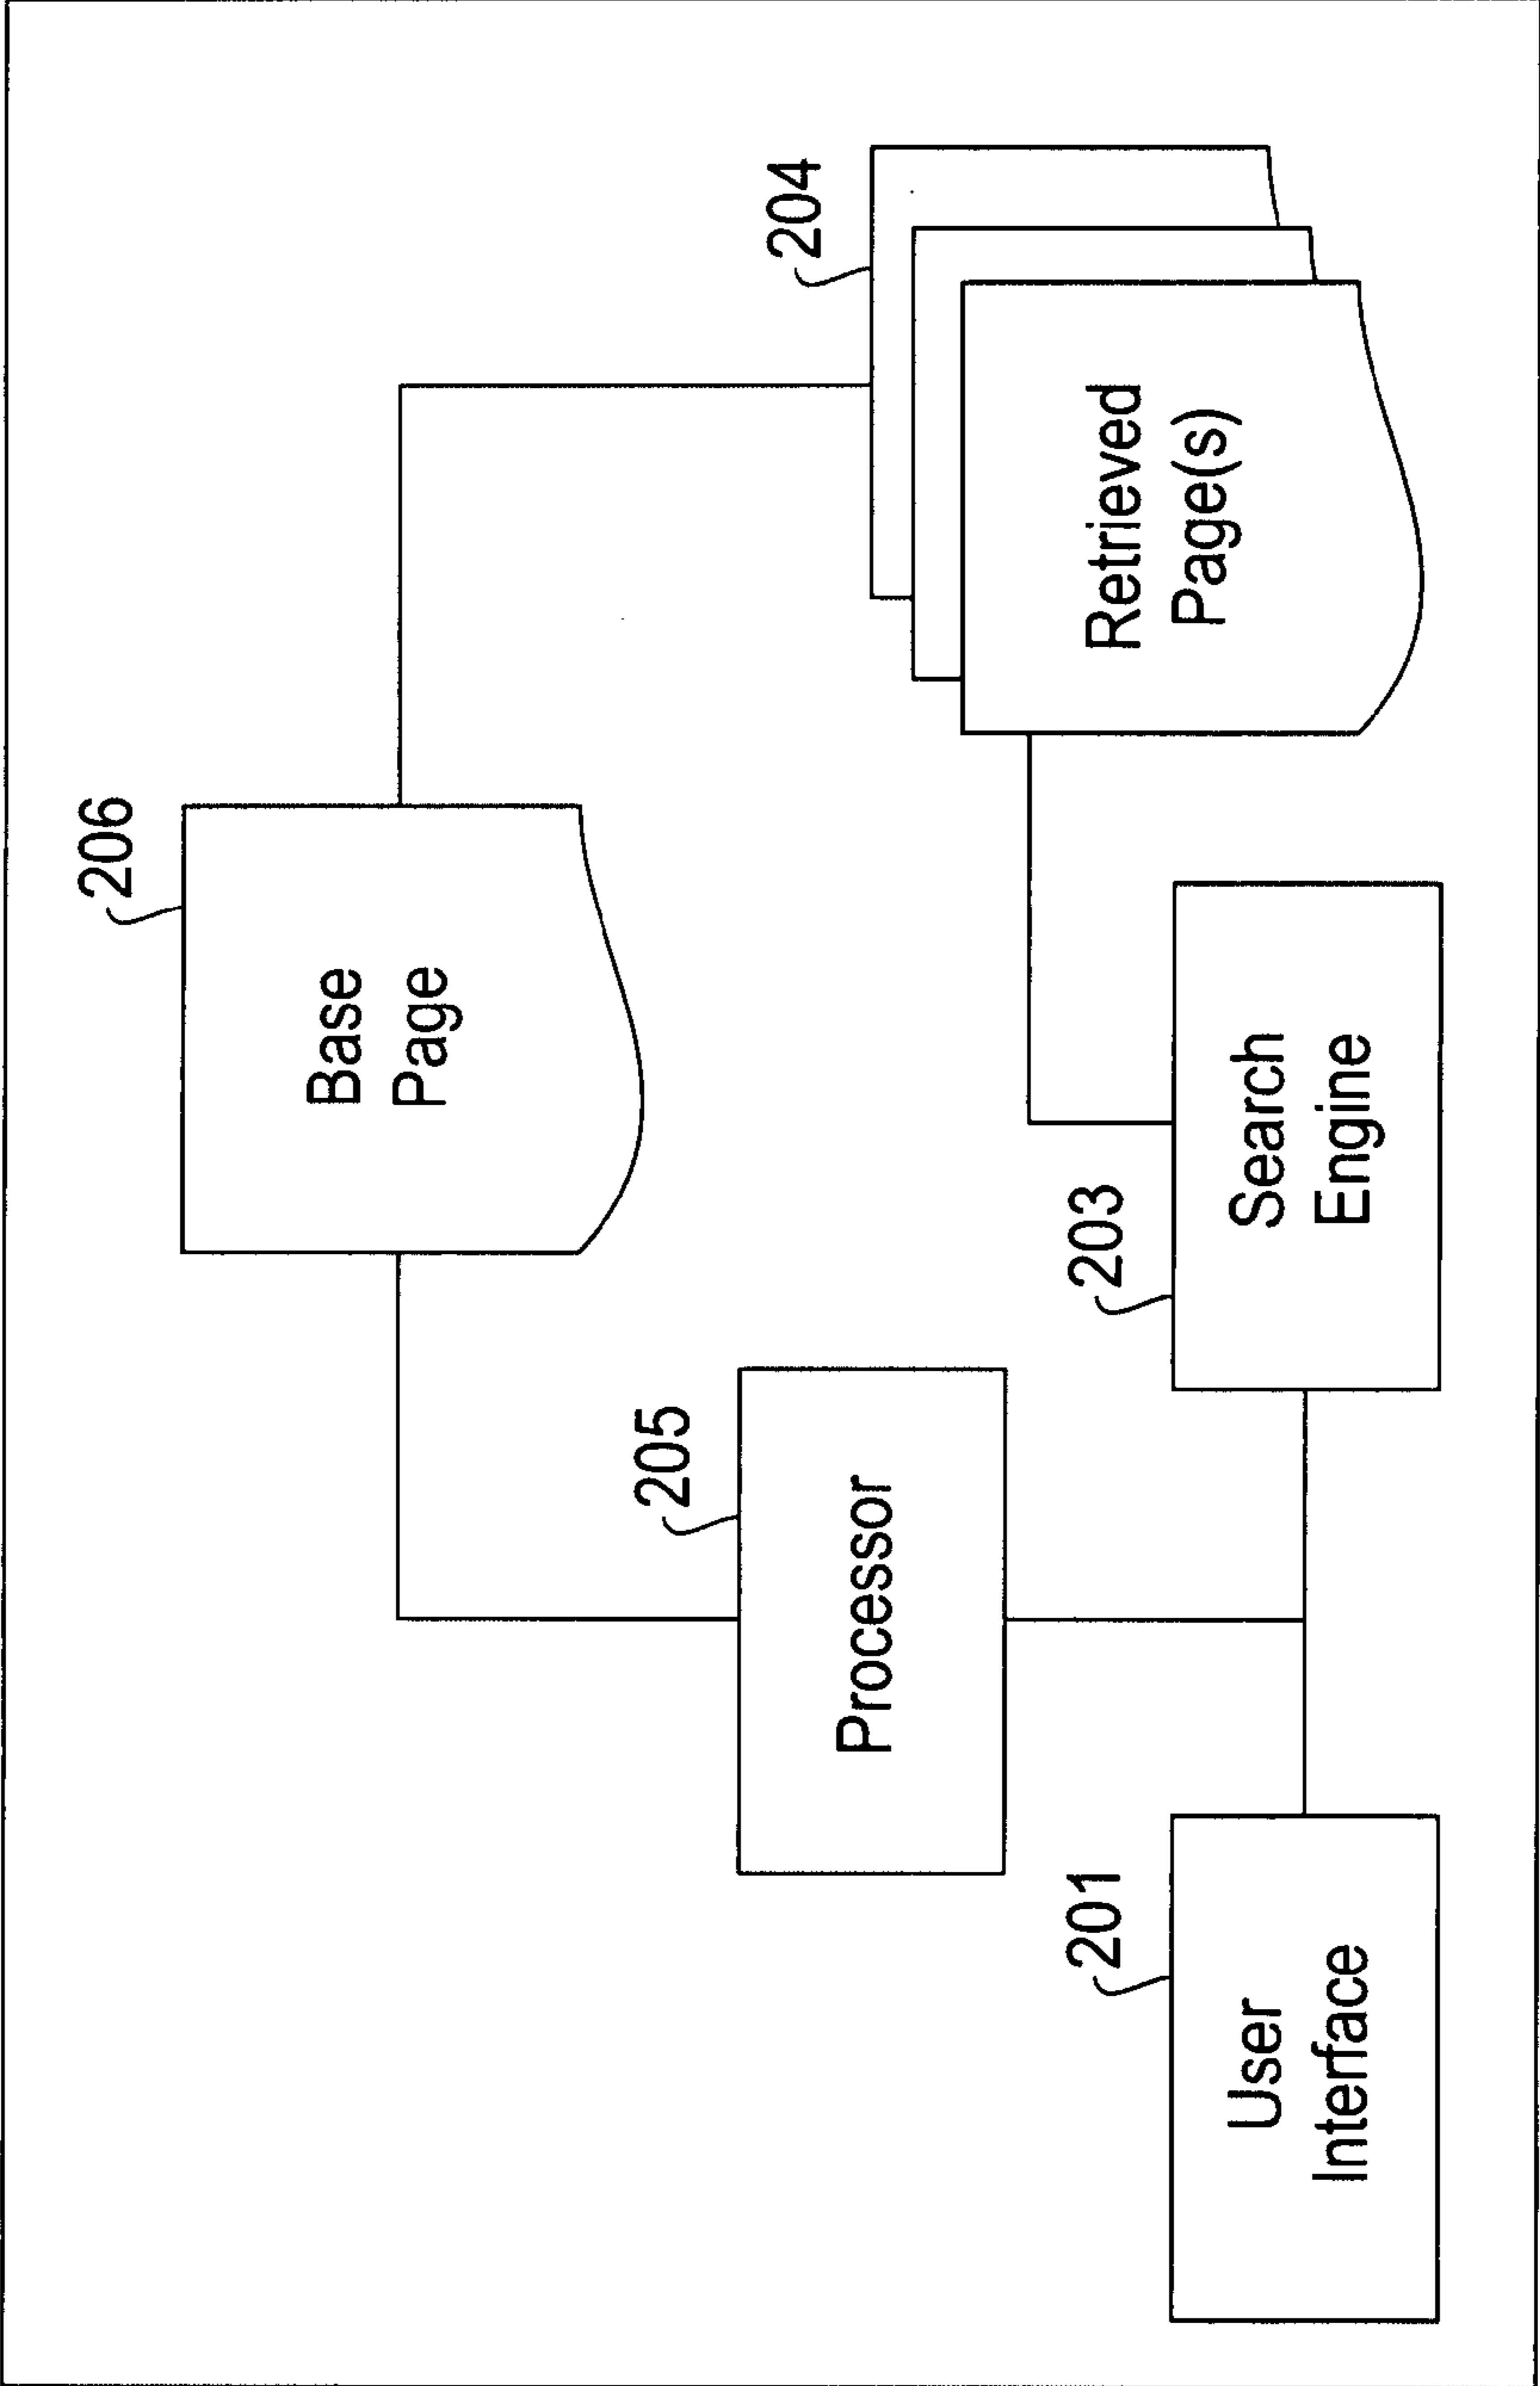 206
Base
Page
204
Retrieved
Page(s)
205
Processor
203
Search
Engine
201
User
Interface